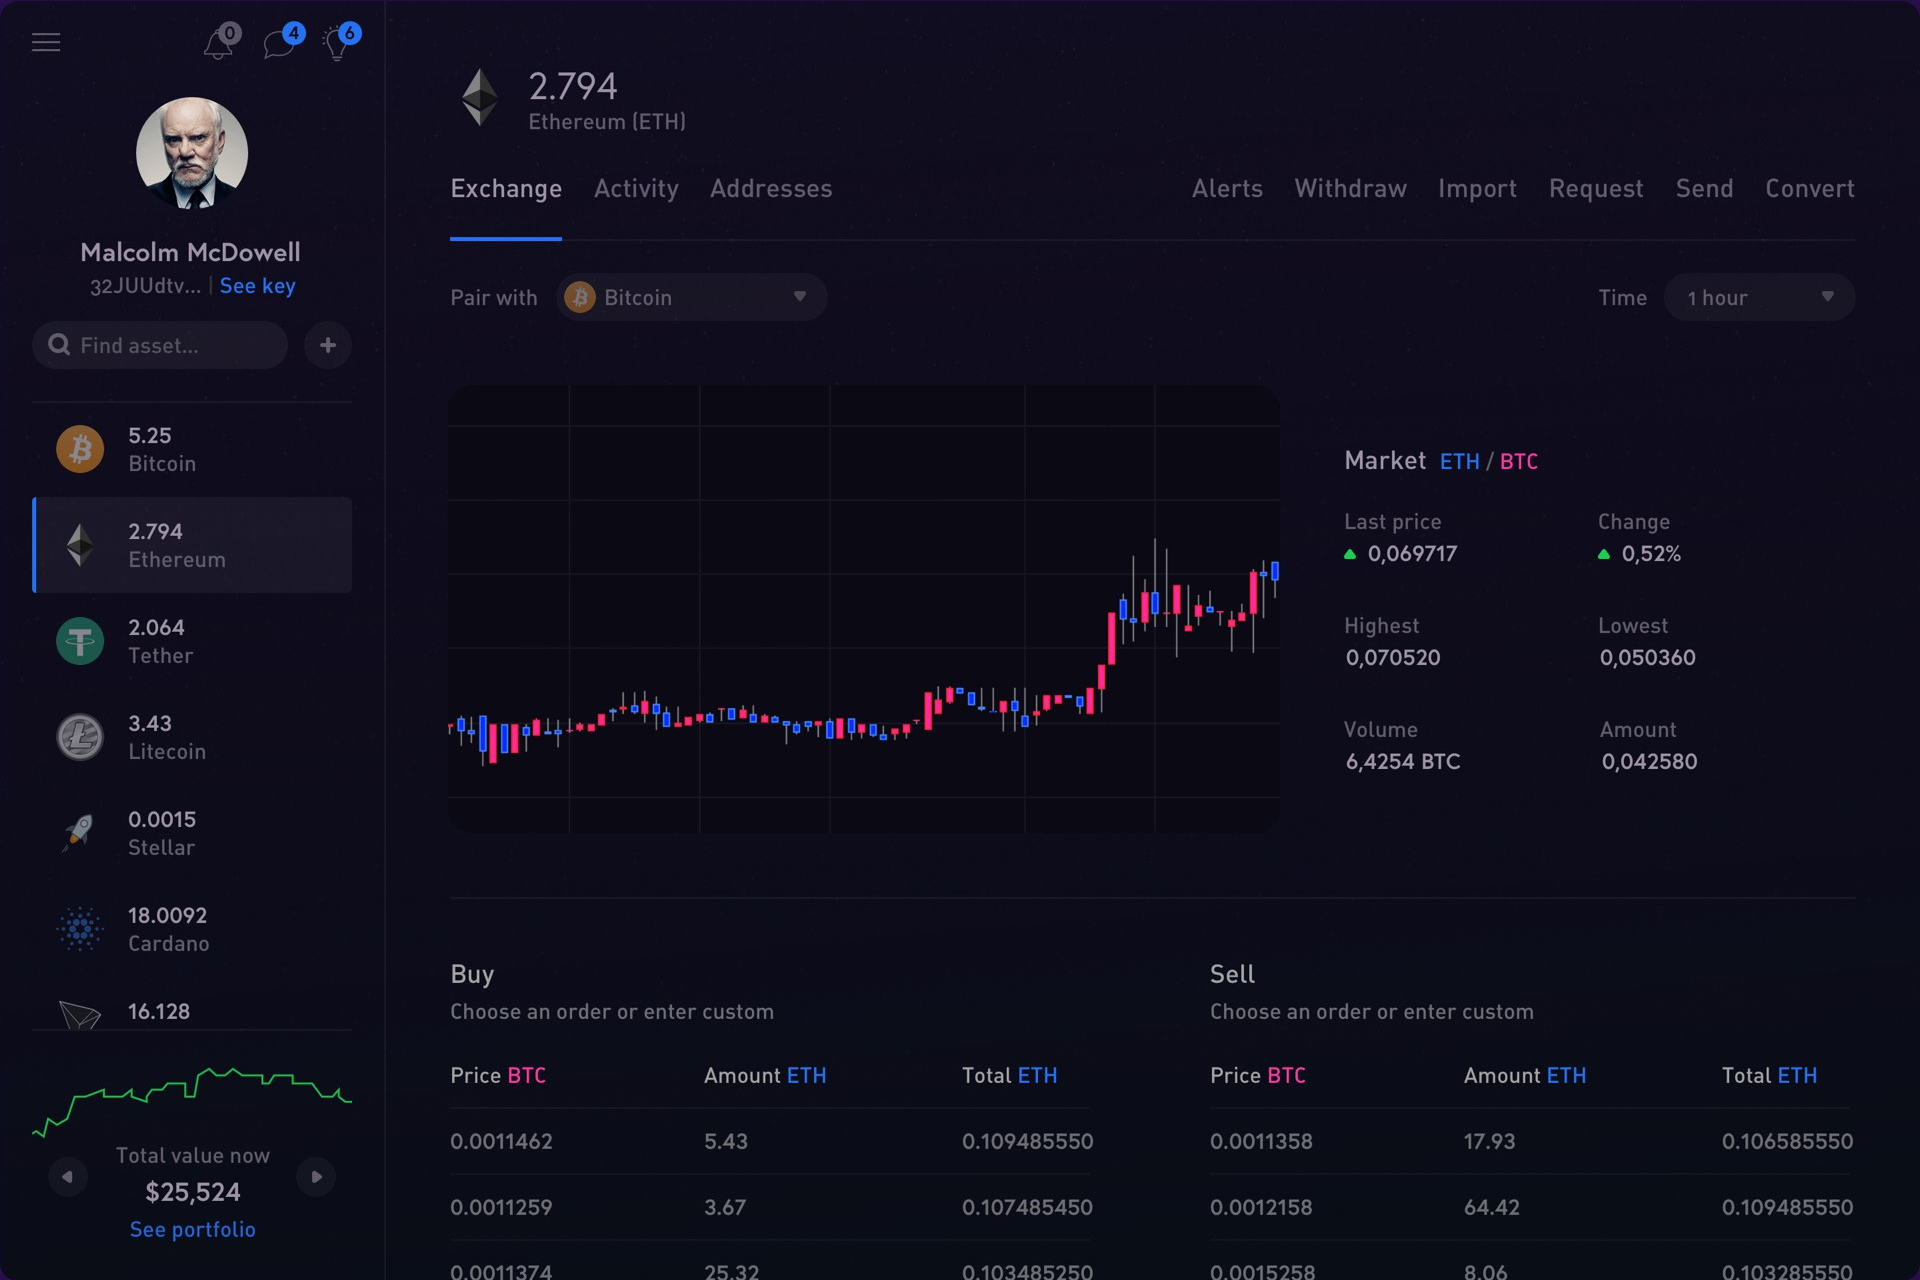 0
4
6
Malcolm McDowell
32JUUdtv... | See key
Find asset...
5.25
Bitcoin
2.794
Ethereum
2.064
Tether
3.43
Litecoin
0.0015
Stellar
18.0092
Cardano
16.128
Total value now
$25,524
See portfolio
2.794
Ethereum (ETH)
Exchange Activity Addresses
Alerts Withdraw Import Request Send Convert
Pair with Bitcoin
Time 1 hour
Market ETH / BTC
Last price Change
0,069717 0,52%
Highest Lowest
0,070520 0,050360
Volume Amount
6,4254 BTC 0,042580
Buy
Choose an order or enter custom
Price BTC Amount ETH Total ETH
0.0011462 5.43 0.109485550
0.0011259 3.67 0.107485450
0.0011374 25.32 0.103485250
Sell
Choose an order or enter custom
Price BTC Amount ETH Total ETH
0.0011358 17.93 0.106585550
0.0012158 64.42 0.109485550
0.0015258 8.06 0.103285550